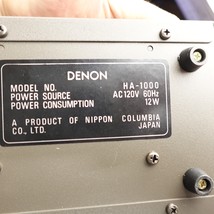 DENON
MODEL NO. HA-1000
POWER SOURCE AC120V 60Hz
POWER CONSUMPTION 12W
A PRODUCT OF NIPPON COLUMBIA
CO., LTD. JAPAN